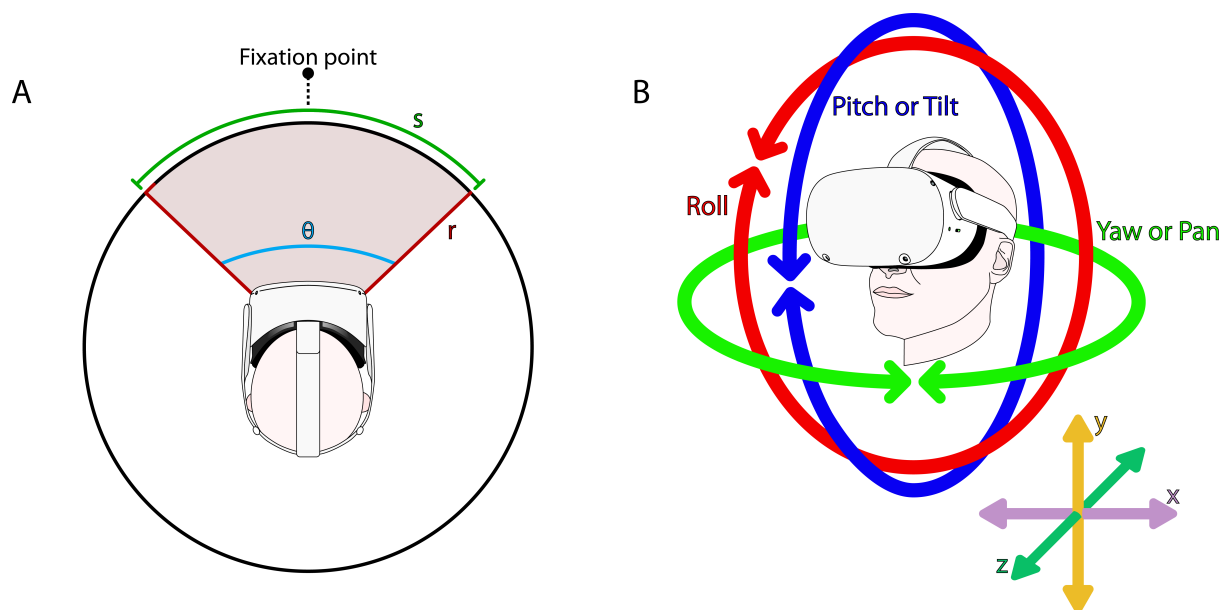 A
Fixation point
s
θ
r
B
Pitch or Tilt
Roll
Yaw or Pan
y
x
z